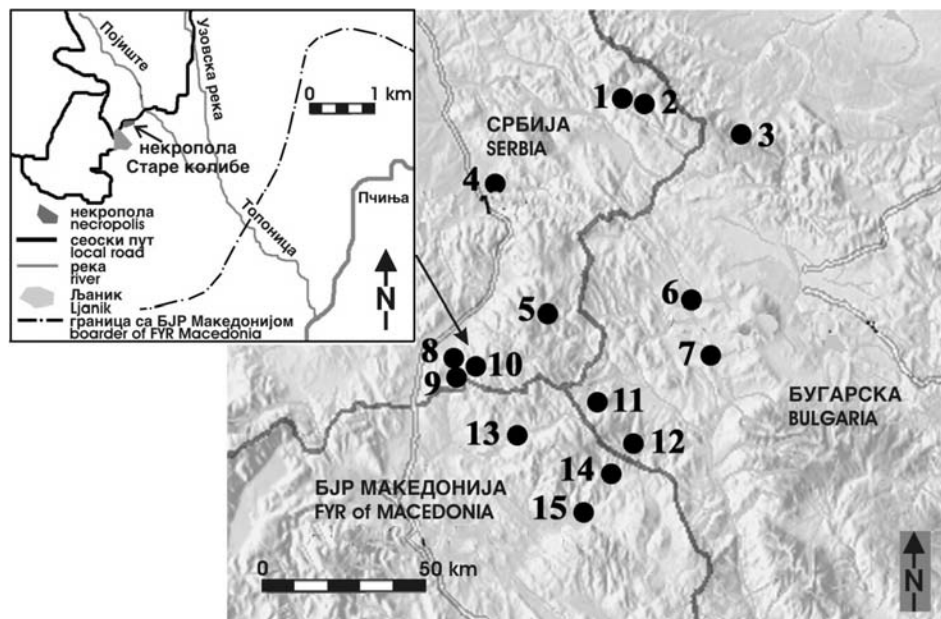 Појиште
Узовска река
0 1 km
некропола
Старе колибе
Топоница
Пчиња
некропола
necropolis
сеоски пут
local road
река
river
Љаник
Ljanik
граница са БЈР Македонијом
boarder of FYR Macedonia
N
1
2
3
СРБИЈА
SERBIA
4
5
6
7
8
9
10
11
БУГАРСКА
BULGARIA
12
13
14
БЈР МАКЕДОНИЈА
FYR of MACEDONIA
15
0 50 km
N